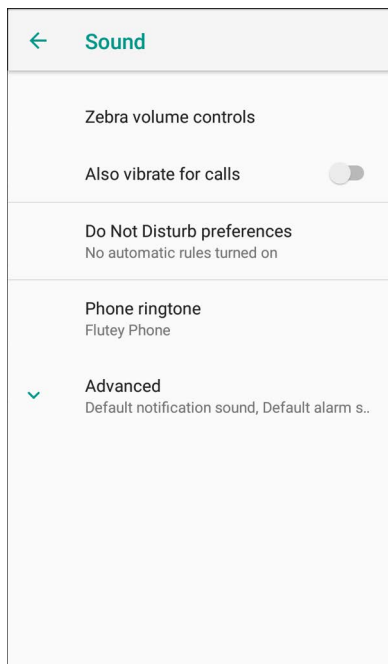 Sound
Zebra volume controls
Also vibrate for calls
Do Not Disturb preferences
No automatic rules turned on
Phone ringtone
Flutey Phone
Advanced
Default notification sound, Default alarm s..